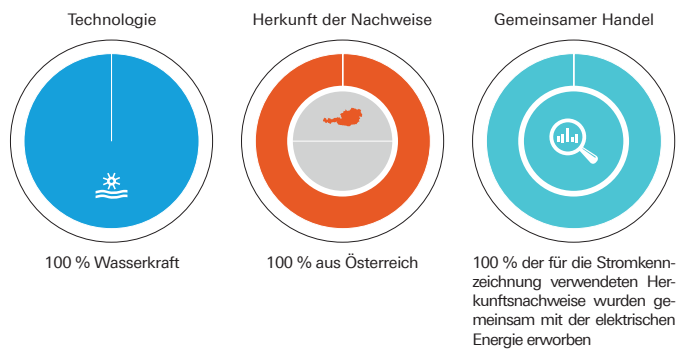 Technologie
Herkunft der Nachweise
Gemeinsamer Handel
100 % Wasserkraft
100 % aus Österreich
100 % der für die Stromkenn-
zeichnung verwendeten Her-
kunftsnachweise wurden ge-
meinsam mit der elektrischen
Energie erworben